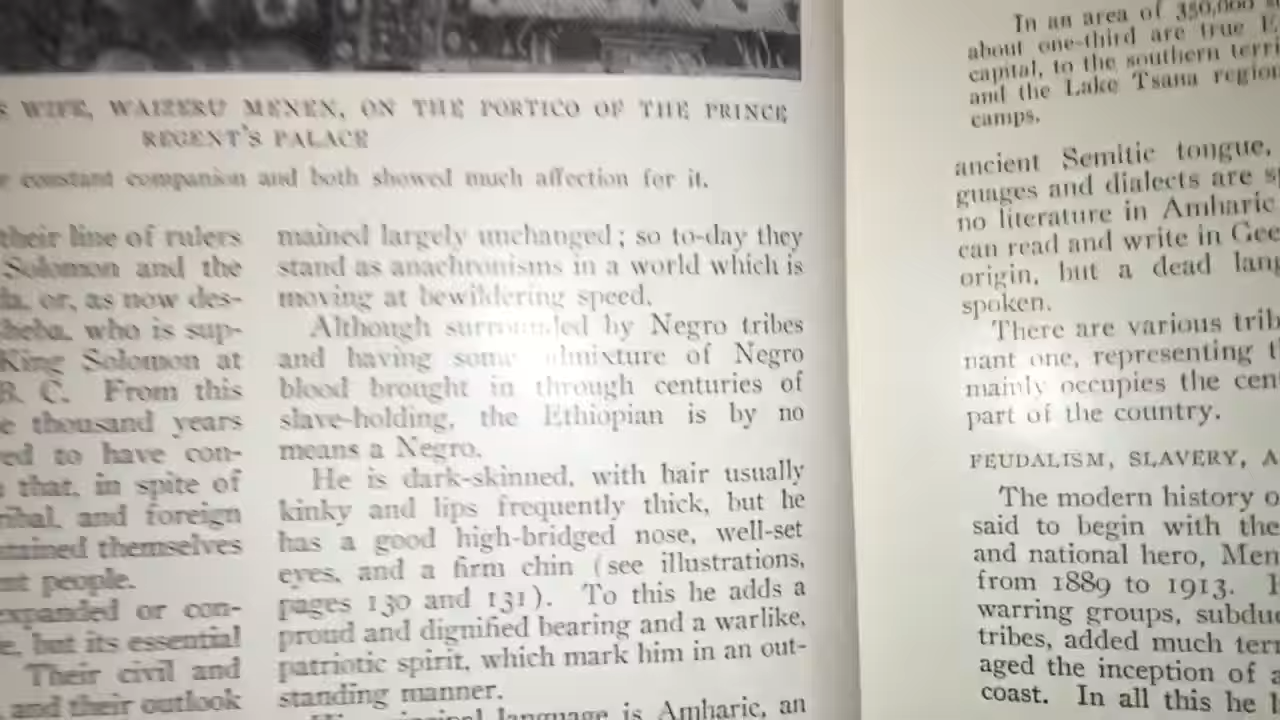 S WIFE, WAIZERU MENEN, ON THE PORTICO OF THE PRINCE
REGENT'S PALACE
constant companion and both showed much affection for it.
their line of rulers
Solomon and the
or, as now des-
Sheba, who is sup-
King Solomon at
B. C. From this
thousand years
ed to have con-
that, in spite of
tribal, and foreign
tained themselves
people.
expanded or con-
but its essential
Their civil and
and their outlook
mained largely unchanged; so to-day they
stand as anachronisms in a world which is
moving at bewildering speed.
Although surrounded by Negro tribes
and having some admixture of Negro
blood brought in through centuries of
slave-holding, the Ethiopian is by no
means a Negro.
He is dark-skinned, with hair usually
kinky and lips frequently thick, but he
has a good high-bridged nose, well-set
eyes, and a firm chin (see illustrations,
pages 130 and 131). To this he adds a
proud and dignified bearing and a warlike,
patriotic spirit, which mark him in an out-
standing manner.
language is Amharic, an
In an area of 350,000
about one-third are true
capital, to the southern terri
and the Lake Tsana region
camps.
ancient Semitic tongue,
guages and dialects are sp
no literature in Amharic
can read and write in Gee
origin, but a dead lang
spoken.
There are various trib
nant one, representing t
mainly occupies the cen
part of the country.
FEUDALISM, SLAVERY, A
The modern history o
said to begin with the
and national hero, Men
from 1889 to 1913.
warring groups, subdu
tribes, added much terr
aged the inception of a
coast. In all this he